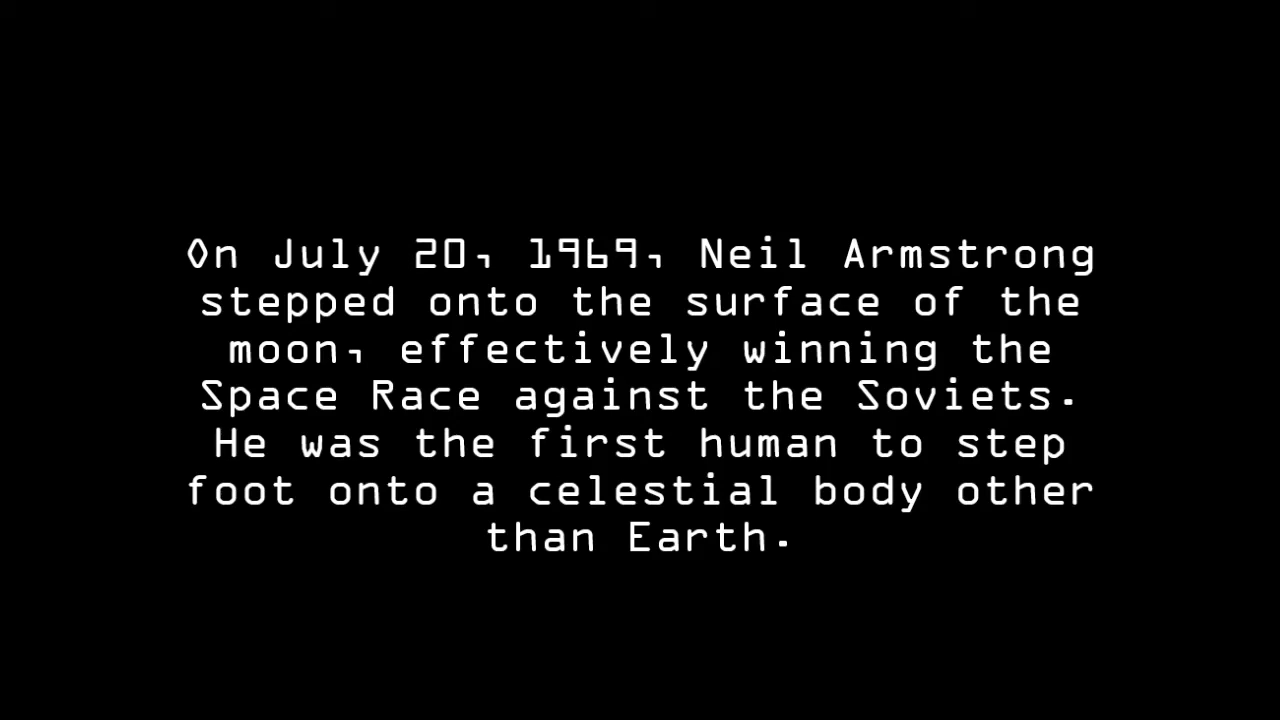 On July 20, 1969, Neil Armstrong
stepped onto the surface of the
moon, effectively winning the
Space Race against the Soviets.
He was the first human to step
foot onto a celestial body other
than Earth.